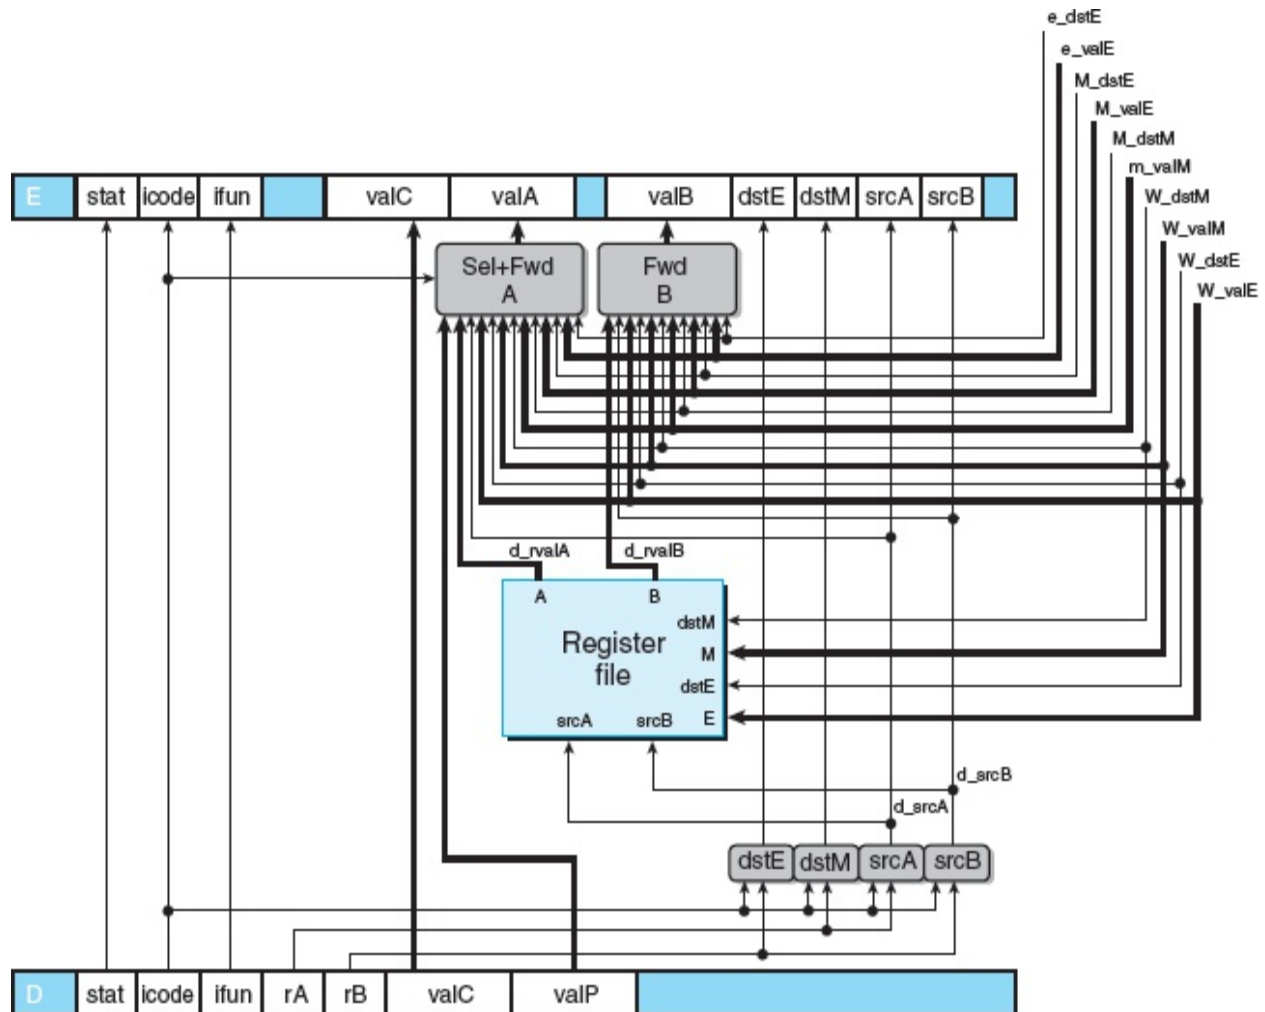 e_dstE
e_valE
M_dstE
M_valE
M_dstM
m_valM
W_dstM
W_valM
W_dstE
W_valE
E stat icode ifun valC valA valB dstE dstM srcA srcB
Sel+Fwd
A
Fwd
B
d_rvalA d_rvalB
A B
dstM
Register
file
M
dstE
srcA srcB E
d_srcB
d_srcA
dstE dstM srcA srcB
D stat icode ifun rA rB valC valP